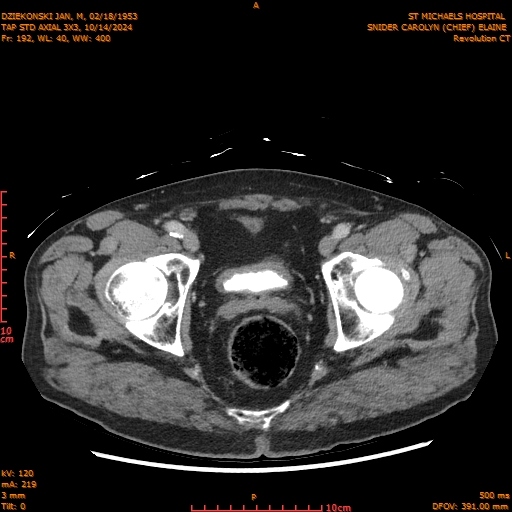 A
DZIEKONSKI JAN, M, 02/18/1953
TAP STD AXIAL 3X3, 10/14/2024
Fr: 192, WL: 40, WW: 400
ST MICHAELS HOSPITAL
SNIDER CAROLYN (CHIEF) ELAINE
Revolution CT
R
L
10
cm
kV: 120
mA: 219
3 mm
Tilt: 0
P
10cm
500 ms
DFOV: 391.00 mm